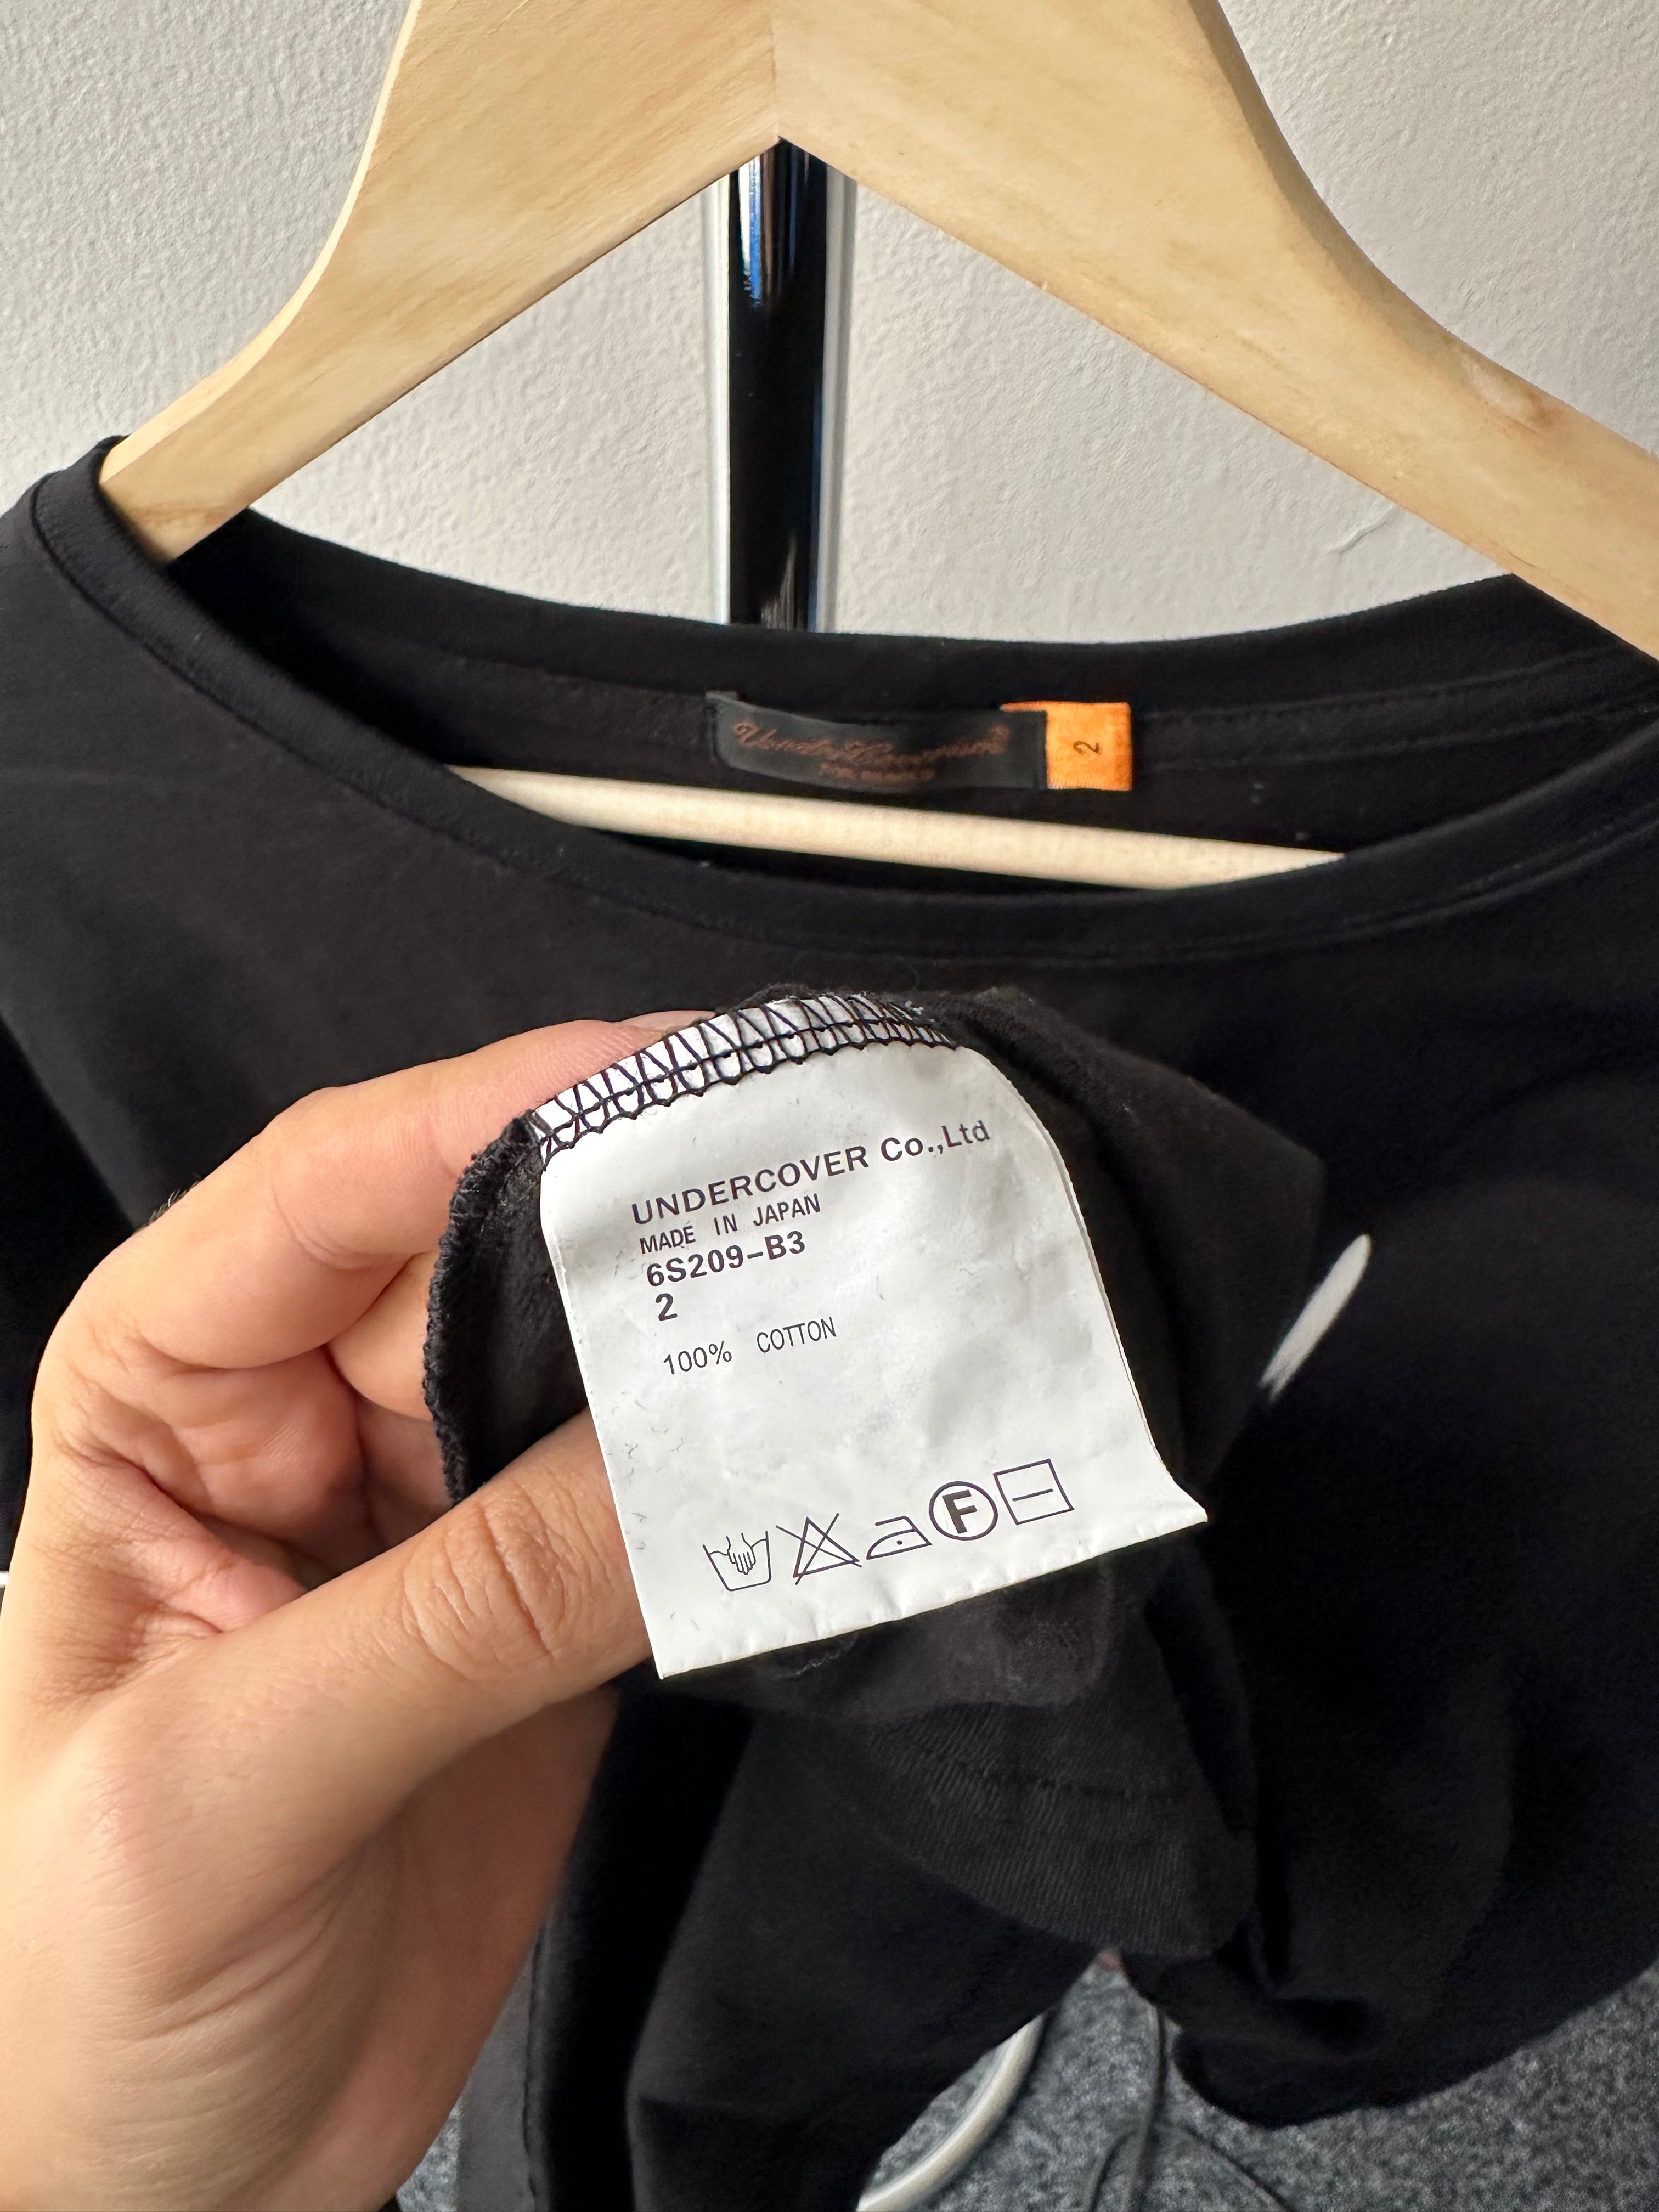 2
UNDERCOVER Co.,Ltd
MADE IN JAPAN
6S209-B3
2
100% COTTON
F